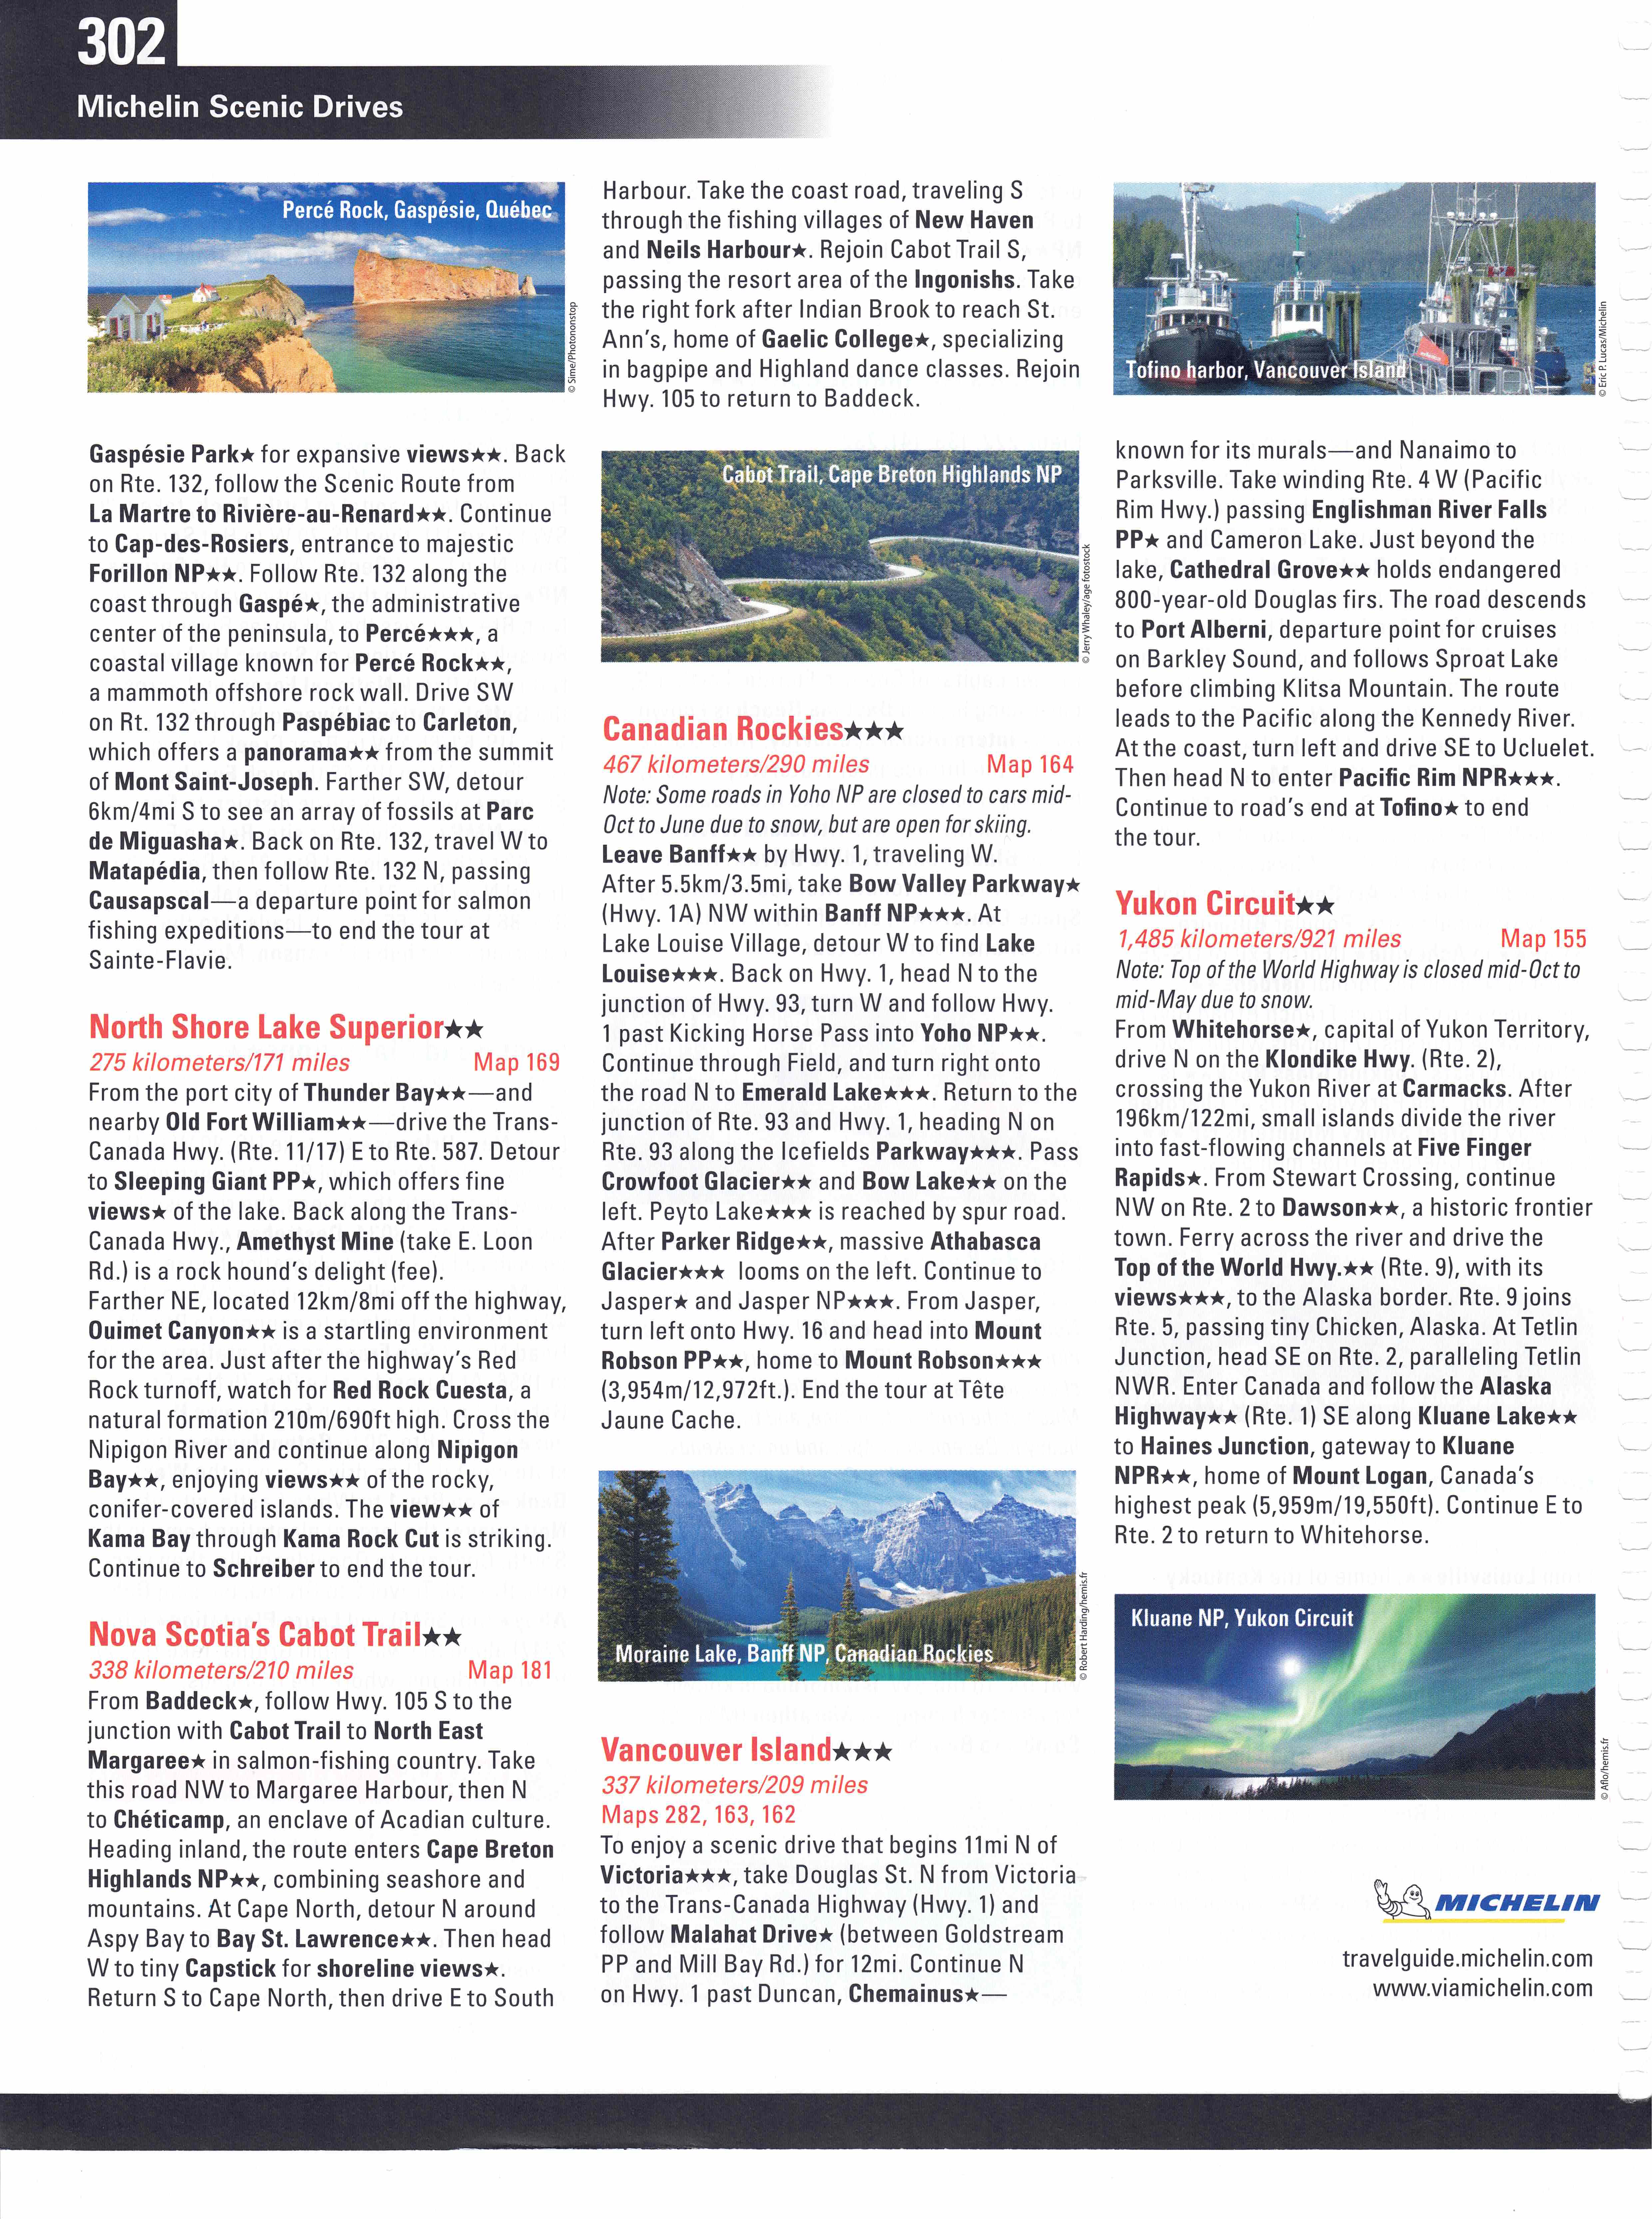 302
Michelin Scenic Drives
Percé Rock, Gaspésie, Québec
© Sime/Photononstop
Gaspésie Park★ for expansive views★★. Back
on Rte. 132, follow the Scenic Route from
La Martre to Rivière-au-Renard★★. Continue
to Cap-des-Rosiers, entrance to majestic
Forillon NP★★. Follow Rte. 132 along the
coast through Gaspé★, the administrative
center of the peninsula, to Percé★★★, a
coastal village known for Percé Rock★★,
a mammoth offshore rock wall. Drive SW
on Rt. 132 through Paspébiac to Carleton,
which offers a panorama★★ from the summit
of Mont Saint-Joseph. Farther SW, detour
6km/4mi S to see an array of fossils at Parc
de Miguasha★. Back on Rte. 132, travel W to
Matapédia, then follow Rte. 132 N, passing
Causapscal—a departure point for salmon
fishing expeditions—to end the tour at
Sainte-Flavie.
North Shore Lake Superior★★
275 kilometers/171 miles Map 169
From the port city of Thunder Bay★★—and
nearby Old Fort William★★—drive the Trans-
Canada Hwy. (Rte. 11/17) E to Rte. 587. Detour
to Sleeping Giant PP★, which offers fine
views★ of the lake. Back along the Trans-
Canada Hwy., Amethyst Mine (take E. Loon
Rd.) is a rock hound's delight (fee).
Farther NE, located 12km/8mi off the highway,
Ouimet Canyon★★ is a startling environment
for the area. Just after the highway's Red
Rock turnoff, watch for Red Rock Cuesta, a
natural formation 210m/690ft high. Cross the
Nipigon River and continue along Nipigon
Bay★★, enjoying views★★ of the rocky,
conifer-covered islands. The view★★ of
Kama Bay through Kama Rock Cut is striking.
Continue to Schreiber to end the tour.
Nova Scotia's Cabot Trail★★
338 kilometers/210 miles Map 181
From Baddeck★, follow Hwy. 105 S to the
junction with Cabot Trail to North East
Margaree★ in salmon-fishing country. Take
this road NW to Margaree Harbour, then N
to Chéticamp, an enclave of Acadian culture.
Heading inland, the route enters Cape Breton
Highlands NP★★, combining seashore and
mountains. At Cape North, detour N around
Aspy Bay to Bay St. Lawrence★★. Then head
W to tiny Capstick for shoreline views★.
Return S to Cape North, then drive E to South
Harbour. Take the coast road, traveling S
through the fishing villages of New Haven
and Neils Harbour★. Rejoin Cabot Trail S,
passing the resort area of the Ingonishs. Take
the right fork after Indian Brook to reach St.
Ann's, home of Gaelic College★, specializing
in bagpipe and Highland dance classes. Rejoin
Hwy. 105 to return to Baddeck.
Cabot Trail, Cape Breton Highlands NP
© Jerry Whaley/age fotostock
Canadian Rockies★★★
467 kilometers/290 miles Map 164
Note: Some roads in Yoho NP are closed to cars mid-
Oct to June due to snow, but are open for skiing.
Leave Banff★★ by Hwy. 1, traveling W.
After 5.5km/3.5mi, take Bow Valley Parkway★
(Hwy. 1A) NW within Banff NP★★★. At
Lake Louise Village, detour W to find Lake
Louise★★★. Back on Hwy. 1, head N to the
junction of Hwy. 93, turn W and follow Hwy.
1 past Kicking Horse Pass into Yoho NP★★.
Continue through Field, and turn right onto
the road N to Emerald Lake★★★. Return to the
junction of Rte. 93 and Hwy. 1, heading N on
Rte. 93 along the Icefields Parkway★★★. Pass
Crowfoot Glacier★★ and Bow Lake★★ on the
left. Peyto Lake★★★ is reached by spur road.
After Parker Ridge★★, massive Athabasca
Glacier★★★ looms on the left. Continue to
Jasper★ and Jasper NP★★★. From Jasper,
turn left onto Hwy. 16 and head into Mount
Robson PP★★, home to Mount Robson★★★
(3,954m/12,972ft.). End the tour at Tête
Jaune Cache.
Moraine Lake, Banff NP, Canadian Rockies
© Robert Harding/hemis.fr
Vancouver Island★★★
337 kilometers/209 miles
Maps 282, 163, 162
To enjoy a scenic drive that begins 11mi N of
Victoria★★★, take Douglas St. N from Victoria
to the Trans-Canada Highway (Hwy. 1) and
follow Malahat Drive★ (between Goldstream
PP and Mill Bay Rd.) for 12mi. Continue N
on Hwy. 1 past Duncan, Chemainus★—
Tofino harbor, Vancouver Island
© Eric P. Lucas/Michelin
known for its murals—and Nanaimo to
Parksville. Take winding Rte. 4 W (Pacific
Rim Hwy.) passing Englishman River Falls
PP★ and Cameron Lake. Just beyond the
lake, Cathedral Grove★★ holds endangered
800-year-old Douglas firs. The road descends
to Port Alberni, departure point for cruises
on Barkley Sound, and follows Sproat Lake
before climbing Klitsa Mountain. The route
leads to the Pacific along the Kennedy River.
At the coast, turn left and drive SE to Ucluelet.
Then head N to enter Pacific Rim NPR★★★.
Continue to road's end at Tofino★ to end
the tour.
Yukon Circuit★★
1,485 kilometers/921 miles Map 155
Note: Top of the World Highway is closed mid-Oct to
mid-May due to snow.
From Whitehorse★, capital of Yukon Territory,
drive N on the Klondike Hwy. (Rte. 2),
crossing the Yukon River at Carmacks. After
196km/122mi, small islands divide the river
into fast-flowing channels at Five Finger
Rapids★. From Stewart Crossing, continue
NW on Rte. 2 to Dawson★★, a historic frontier
town. Ferry across the river and drive the
Top of the World Hwy.★★ (Rte. 9), with its
views★★★, to the Alaska border. Rte. 9 joins
Rte. 5, passing tiny Chicken, Alaska. At Tetlin
Junction, head SE on Rte. 2, paralleling Tetlin
NWR. Enter Canada and follow the Alaska
Highway★★ (Rte. 1) SE along Kluane Lake★★
to Haines Junction, gateway to Kluane
NPR★★, home of Mount Logan, Canada's
highest peak (5,959m/19,550ft). Continue E to
Rte. 2 to return to Whitehorse.
Kluane NP, Yukon Circuit
© Aflo/hemis.fr
MICHELIN
travelguide.michelin.com
www.viamichelin.com